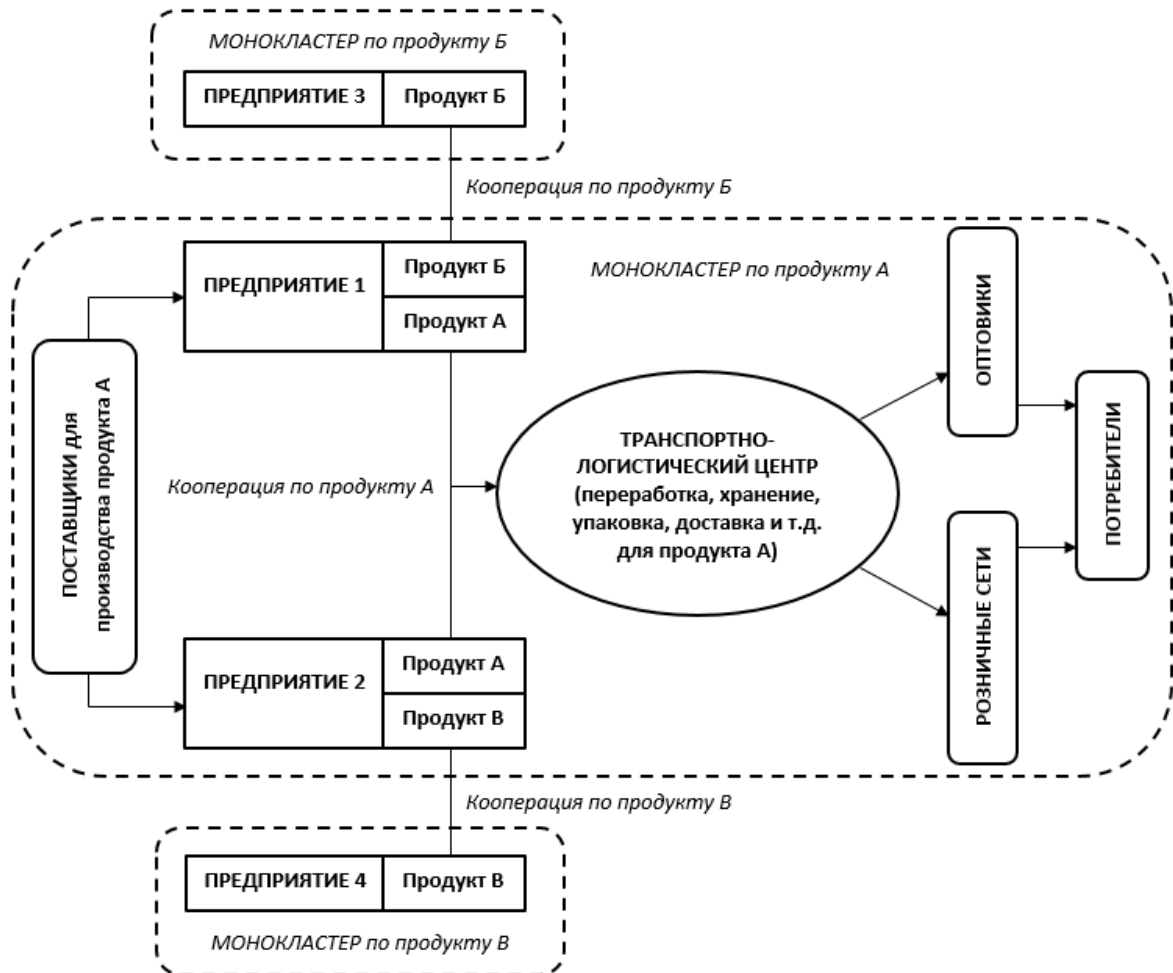 МОНОКЛАСТЕР по продукту Б
ПРЕДПРИЯТИЕ 3
Продукт Б
Кооперация по продукту Б
ПРЕДПРИЯТИЕ 1
Продукт Б
Продукт А
МОНОКЛАСТЕР по продукту А
ПОСТАВЩИКИ для
производства продукта А
Кооперация по продукту А
ТРАНСПОРТНО-
ЛОГИСТИЧЕСКИЙ ЦЕНТР
(переработка, хранение,
упаковка, доставка и т.д.
для продукта А)
ОПТОВИКИ
РОЗНИЧНЫЕ СЕТИ
ПОТРЕБИТЕЛИ
ПРЕДПРИЯТИЕ 2
Продукт А
Продукт В
Кооперация по продукту В
ПРЕДПРИЯТИЕ 4
Продукт В
МОНОКЛАСТЕР по продукту В